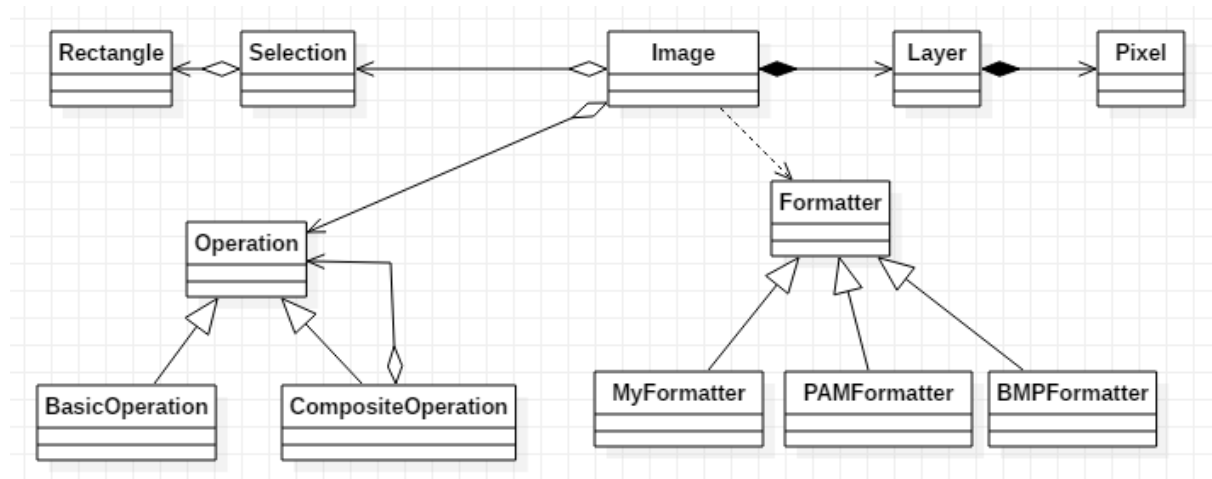 Rectangle
Selection
Image
Layer
Pixel
Formatter
Operation
MyFormatter
PAMFormatter
BMPFormatter
BasicOperation
CompositeOperation